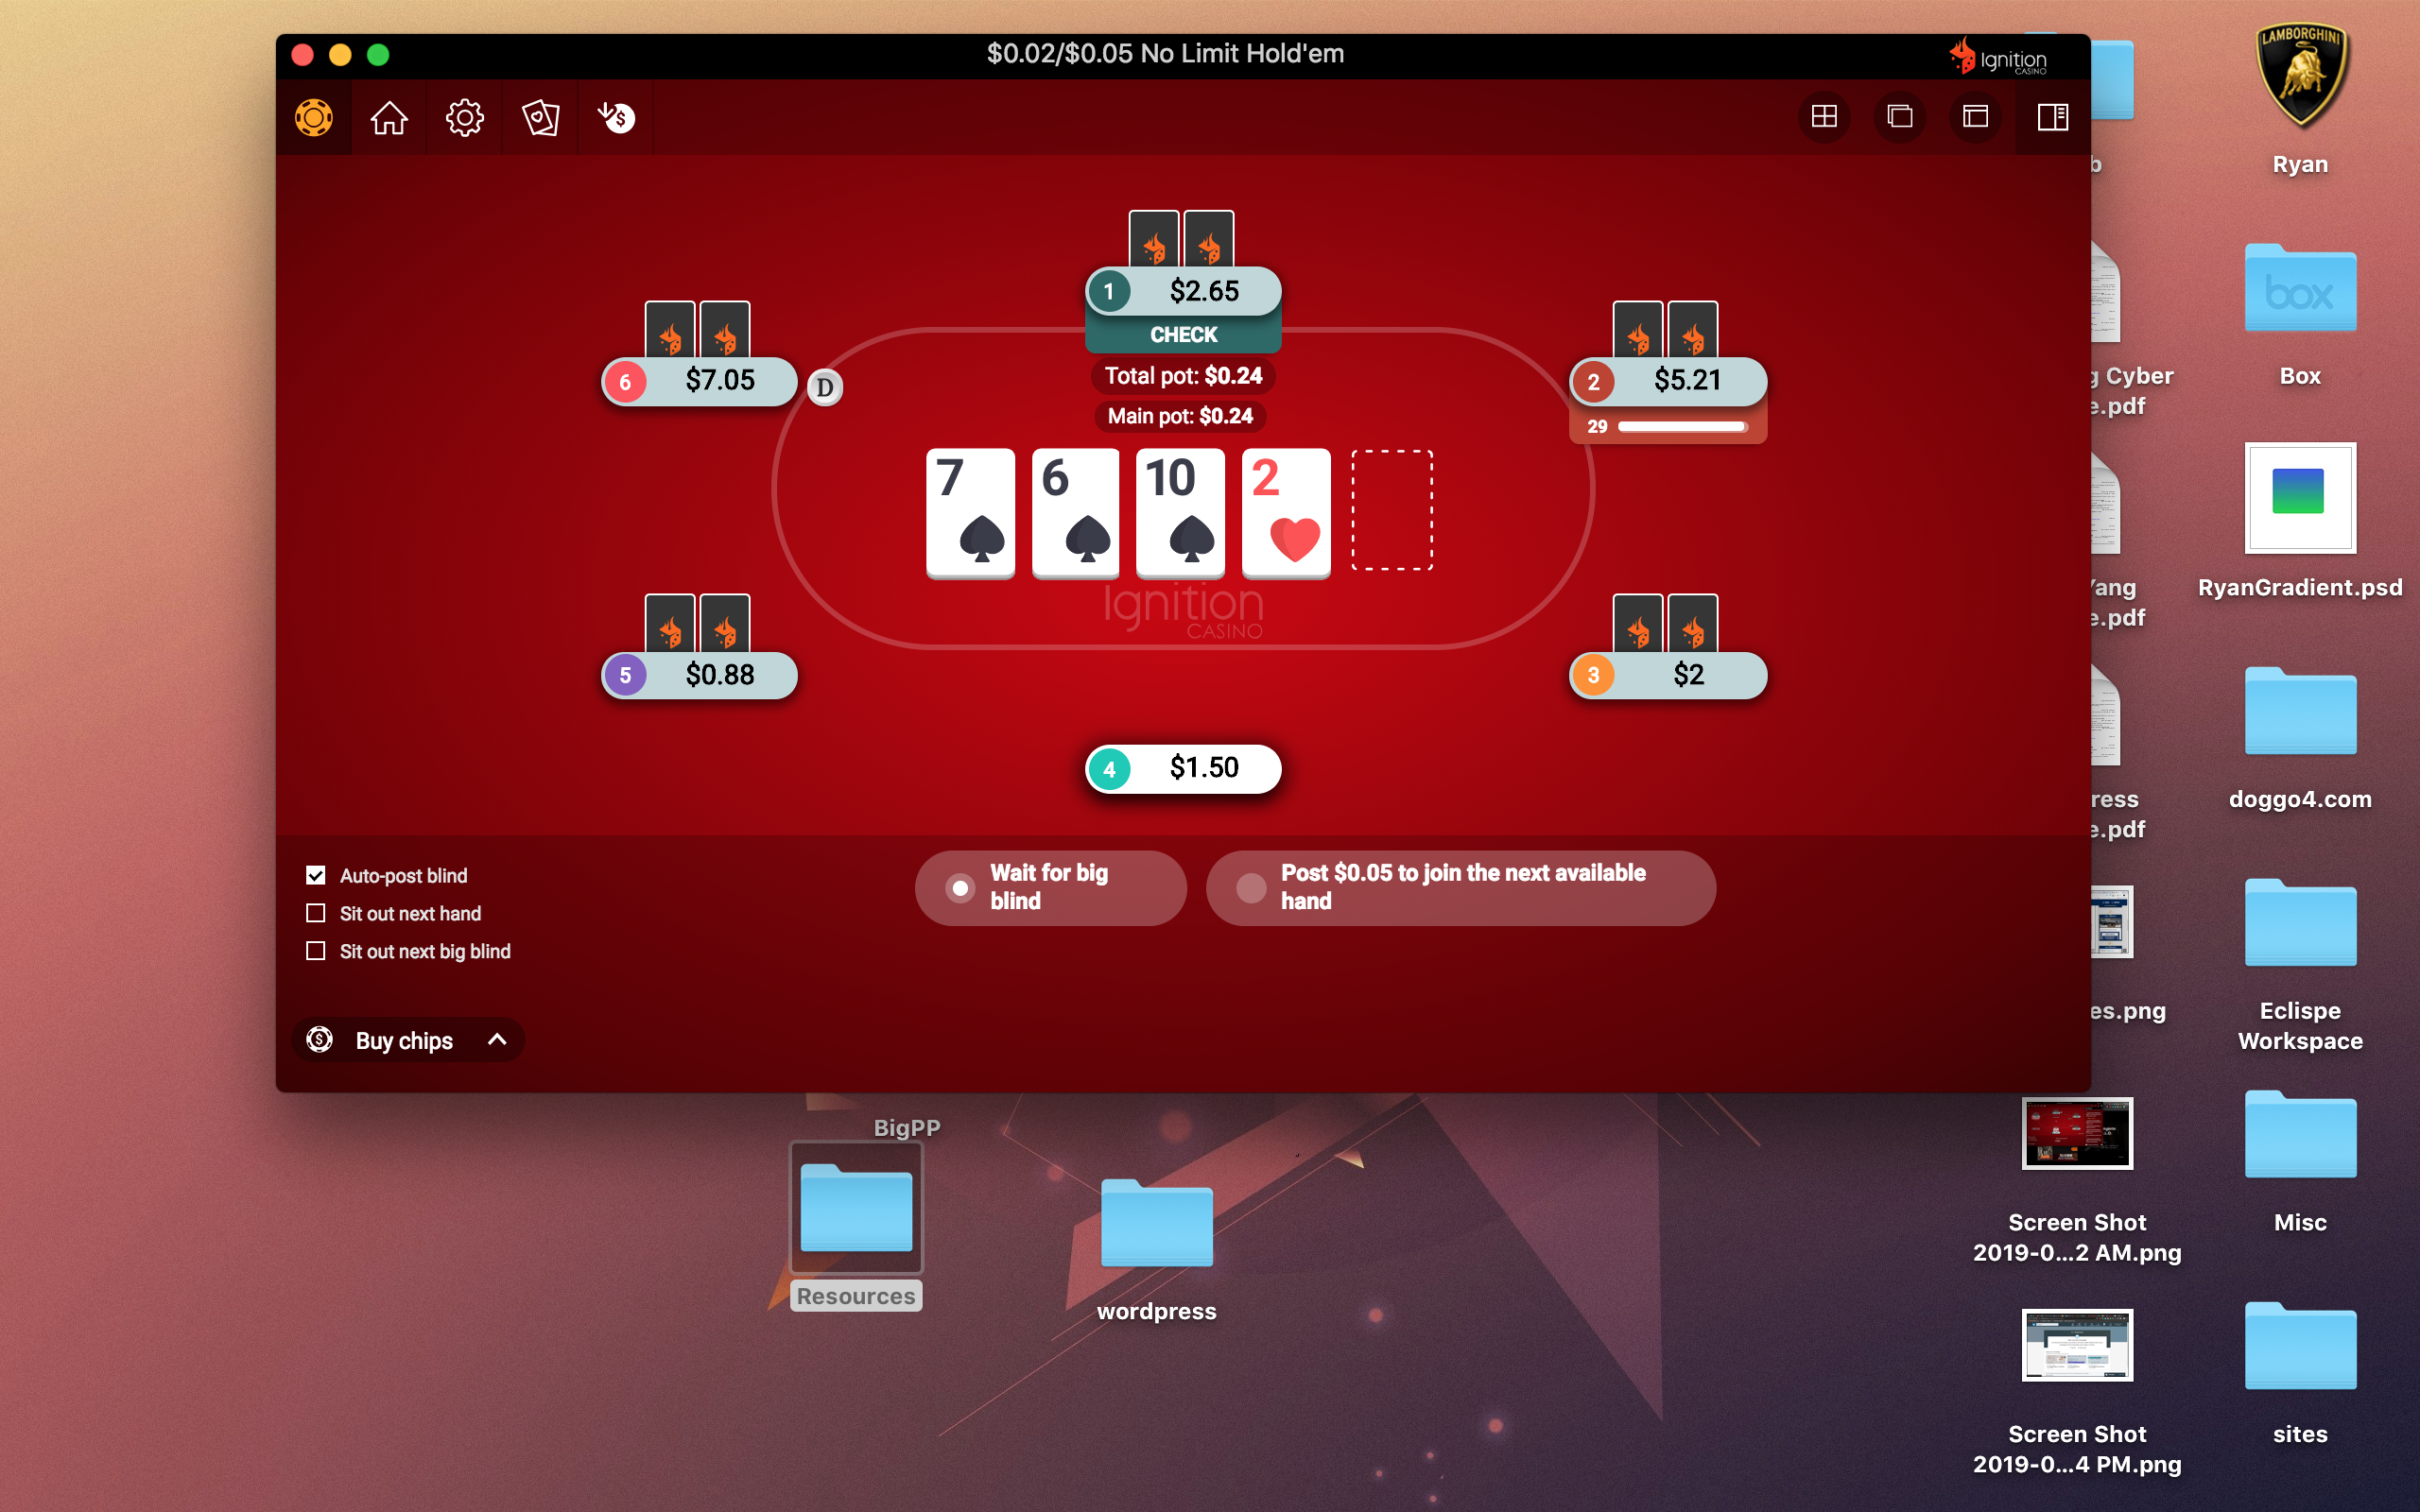 $0.02/$0.05 No Limit Hold'em
Ignition
CASINO
1
$2.65
CHECK
Total pot: $0.24
Main pot: $0.24
6
$7.05
D
2
$5.21
29
7
6
10
2
Ignition
CASINO
5
$0.88
3
$2
4
$1.50
Auto-post blind
Sit out next hand
Sit out next big blind
Wait for big
blind
Post $0.05 to join the next available
hand
Buy chips
BigPP
Resources
wordpress
b
g Cyber
e.pdf
Yang
e.pdf
ress
e.pdf
es.png
Screen Shot
2019-0...2 AM.png
Screen Shot
2019-0...4 PM.png
LAMBORGHINI
Ryan
box
Box
RyanGradient.psd
doggo4.com
Eclispe
Workspace
Misc
sites